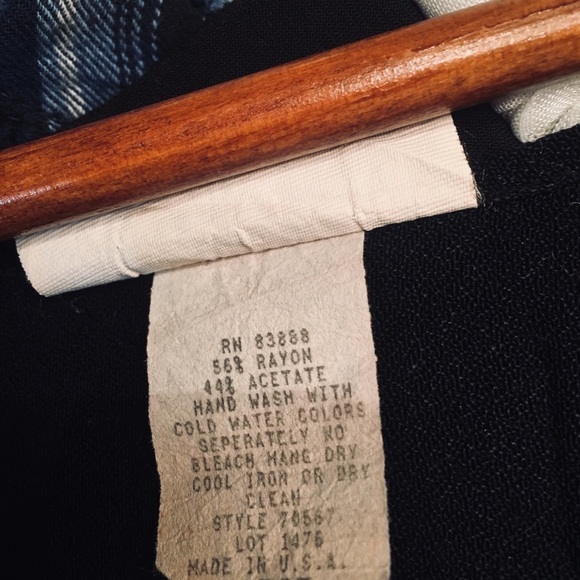 RN 83888
56% RAYON
44% ACETATE
HAND WASH WITH
COLD WATER COLORS
SEPERATELY NO
BLEACH HANG DRY
COOL IRON OR DRY
CLEAN
STYLE 70567
LOT 1476
MADE IN U.S.A.